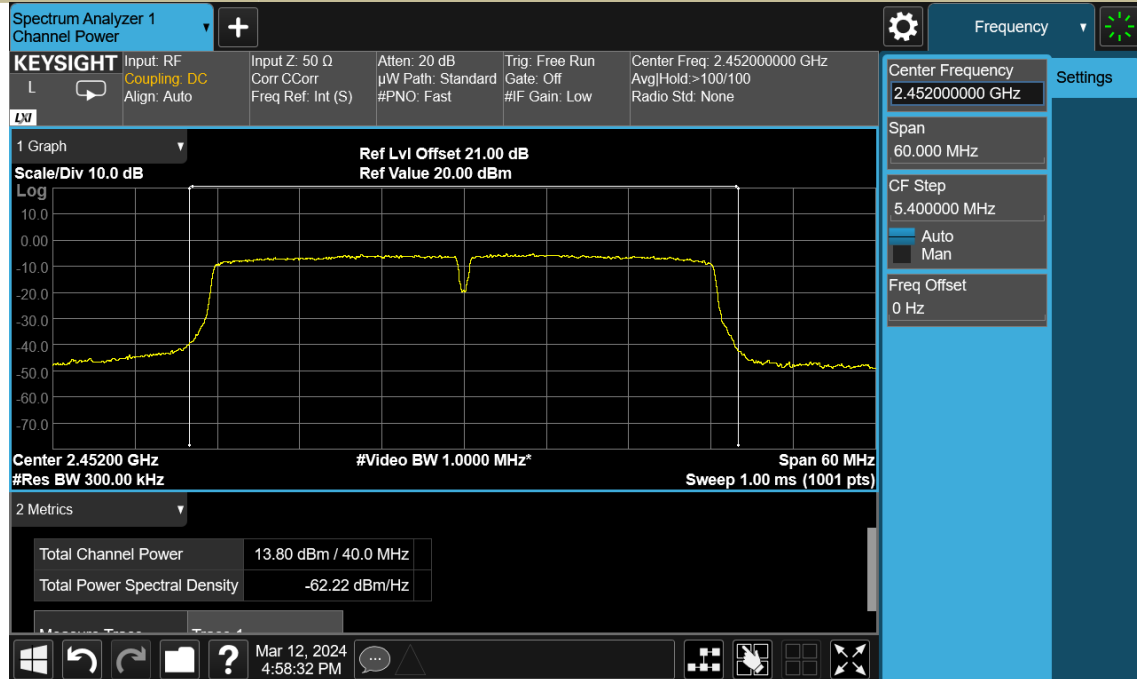 Spectrum Analyzer 1
Channel Power
+
Frequency
KEYSIGHT
L
LXI
Input: RF
Coupling: DC
Align: Auto
Input Z: 50 Ω
Corr CCorr
Freq Ref: Int (S)
Atten: 20 dB
µW Path: Standard
#PNO: Fast
Trig: Free Run
Gate: Off
#IF Gain: Low
Center Freq: 2.452000000 GHz
Avg|Hold:>100/100
Radio Std: None
Center Frequency
2.452000000 GHz
Settings
Span
60.000 MHz
CF Step
5.400000 MHz
Auto
Man
Freq Offset
0 Hz
1 Graph
Scale/Div 10.0 dB
Ref Lvl Offset 21.00 dB
Ref Value 20.00 dBm
Log
10.0
0.00
-10.0
-20.0
-30.0
-40.0
-50.0
-60.0
-70.0
Center 2.45200 GHz
#Video BW 1.0000 MHz*
Span 60 MHz
#Res BW 300.00 kHz
Sweep 1.00 ms (1001 pts)
2 Metrics
Total Channel Power 13.80 dBm / 40.0 MHz
Total Power Spectral Density -62.22 dBm/Hz
?
Mar 12, 2024
4:58:32 PM